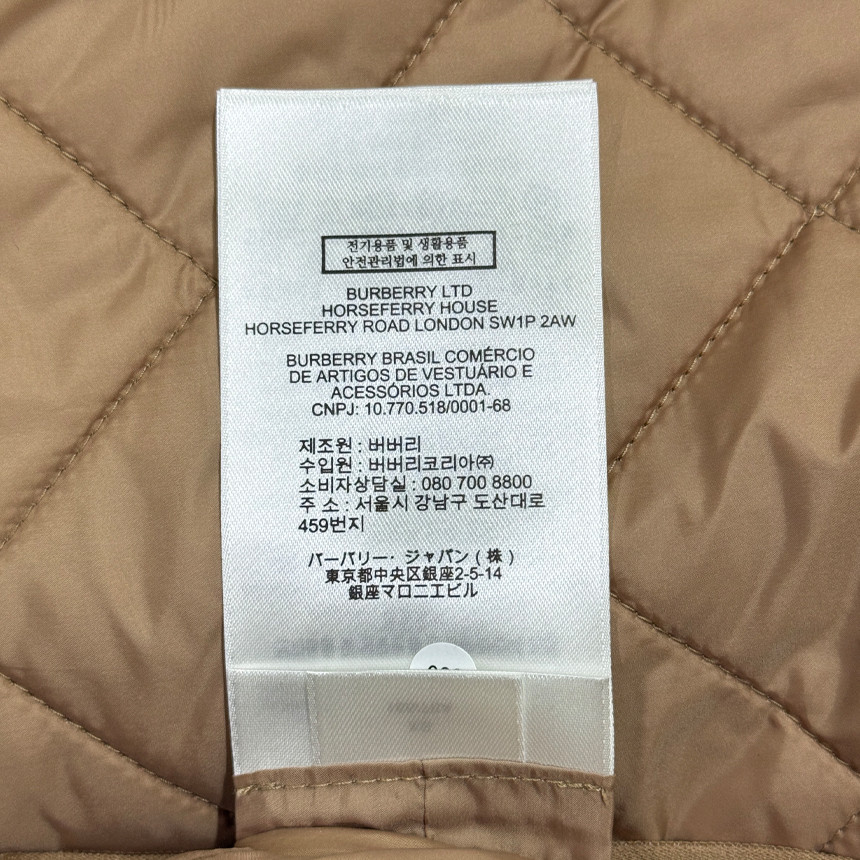 전기용품 및 생활용품
안전관리법에 의한 표시
BURBERRY LTD
HORSEFERRY HOUSE
HORSEFERRY ROAD LONDON SW1P 2AW
BURBERRY BRASIL COMÉRCIO
DE ARTIGOS DE VESTUÁRIO E
ACESSÓRIOS LTDA.
CNPJ: 10.770.518/0001-68
제조원 : 버버리
수입원 : 버버리코리아㈜
소비자상담실 : 080 700 8800
주 소 : 서울시 강남구 도산대로
459번지
バーバリー・ジャパン ( 株 )
東京都中央区銀座2-5-14
銀座マロニエビル